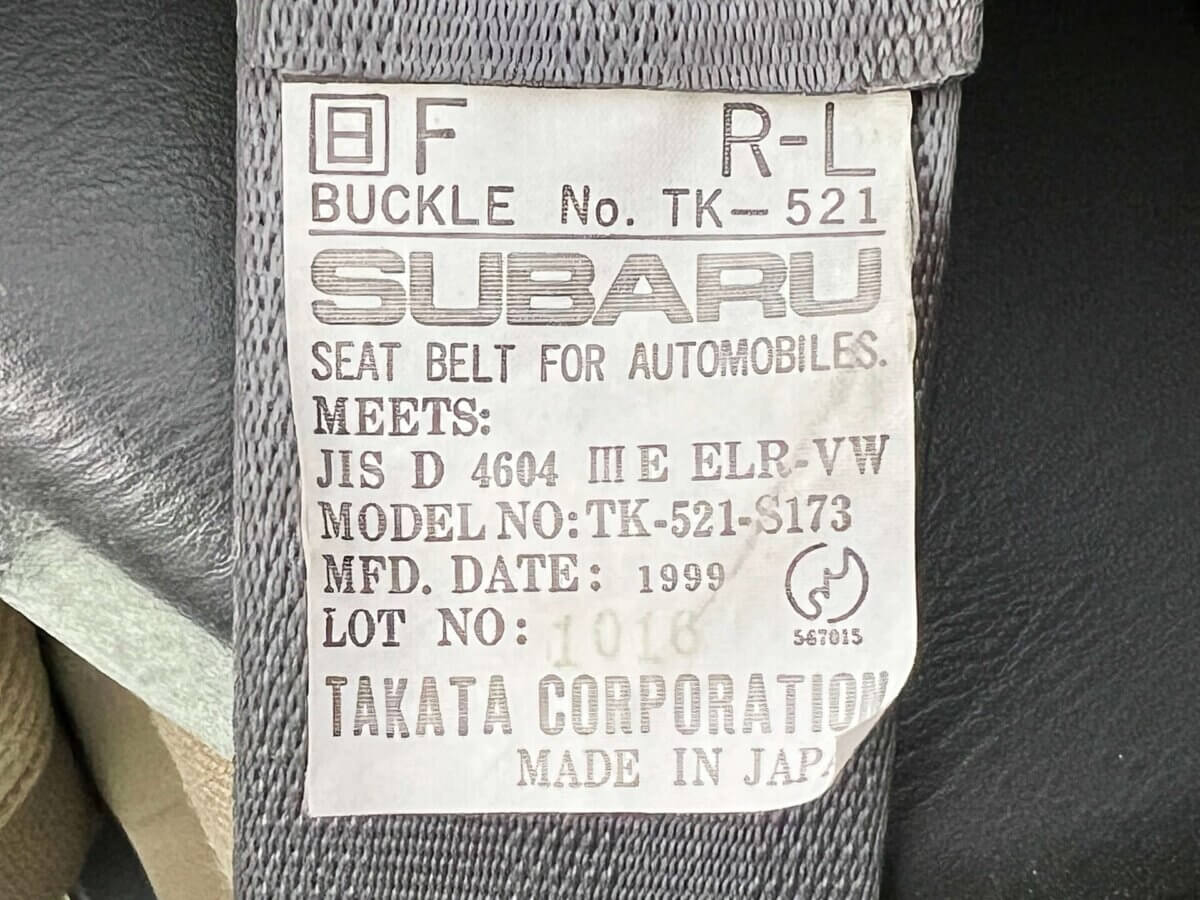 日 F R-L
BUCKLE No. TK-521
SUBARU
SEAT BELT FOR AUTOMOBILES.
MEETS:
JIS D 4604 III E ELR-VW
MODEL NO: TK-521-S173
MFD. DATE: 1999
567015
LOT NO: 1016
TAKATA CORPORATION
MADE IN JAPA